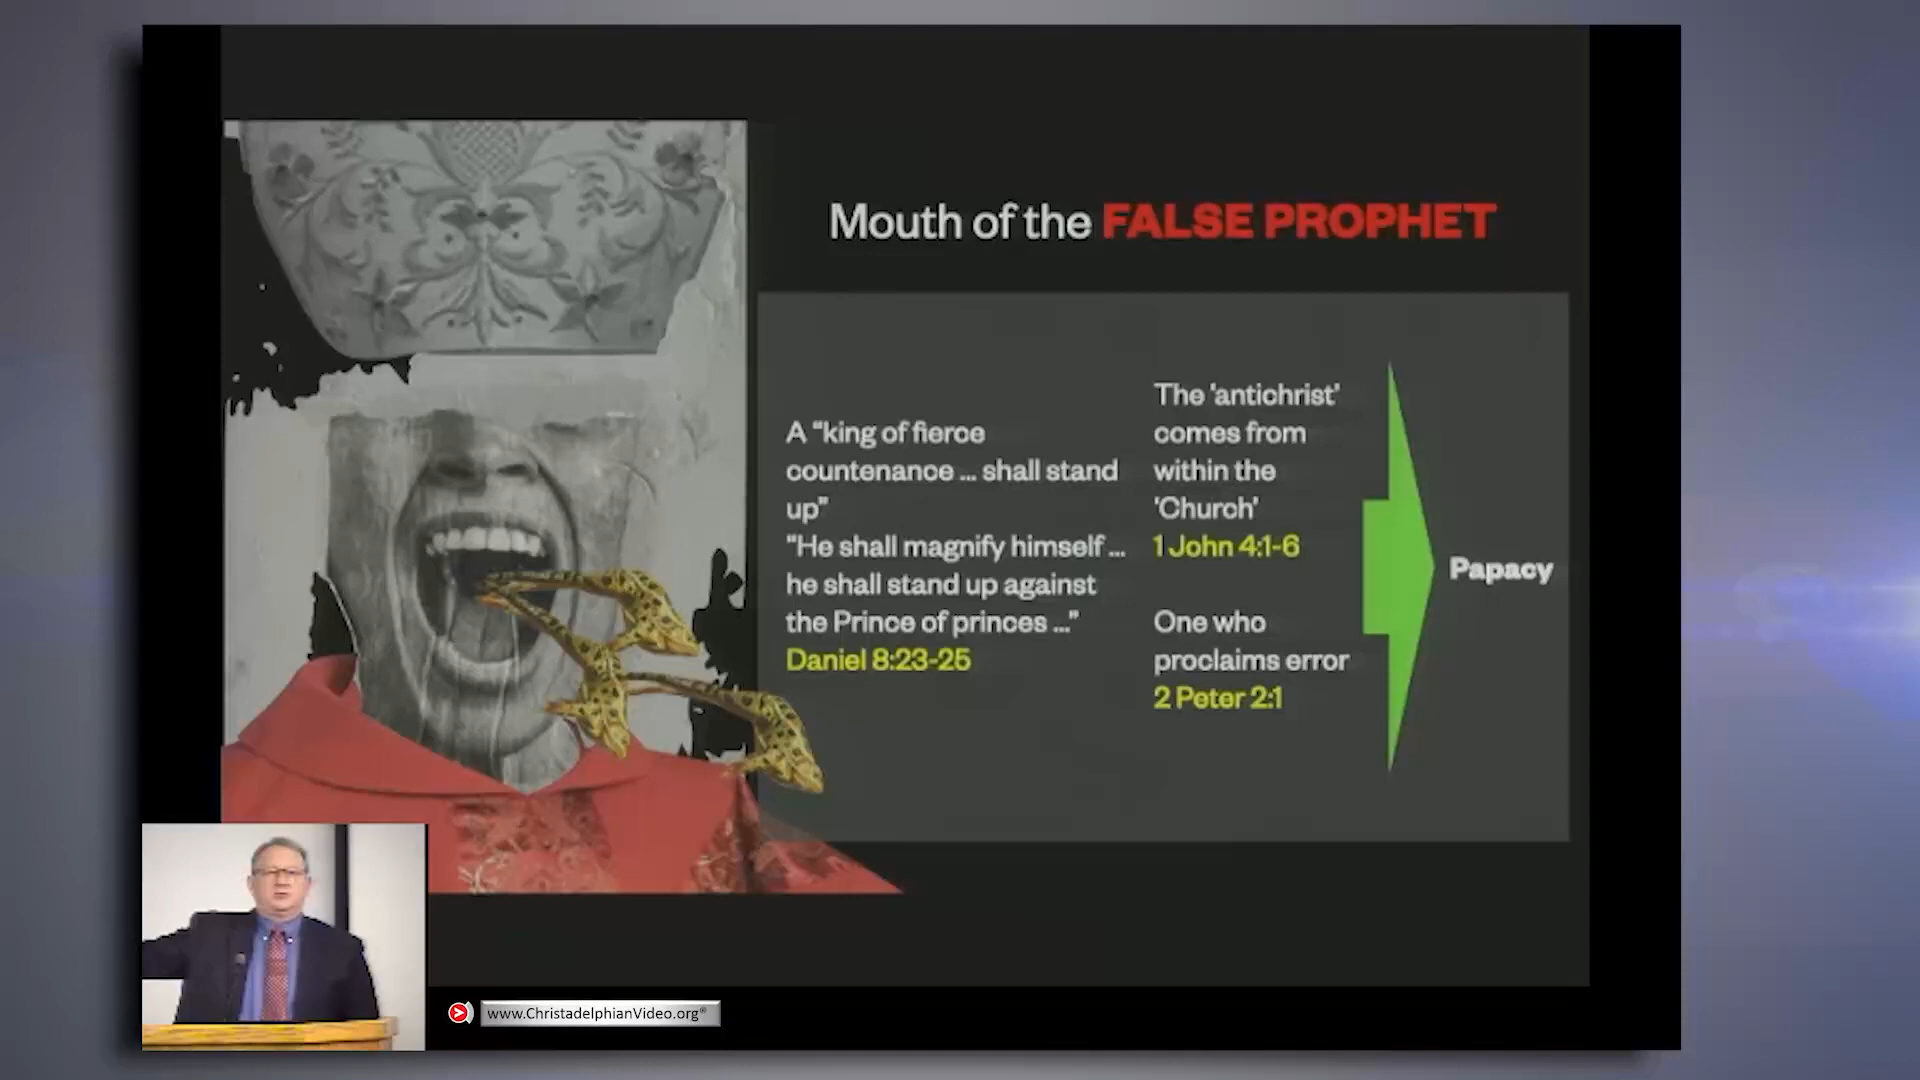 Mouth of the FALSE PROPHET
A “king of fierce
countenance ... shall stand
up”
“He shall magnify himself ...
he shall stand up against
the Prince of princes ...”
Daniel 8:23-25
The 'antichrist'
comes from
within the
'Church'
1 John 4:1-6
One who
proclaims error
2 Peter 2:1
Papacy
www.ChristadelphianVideo.org®